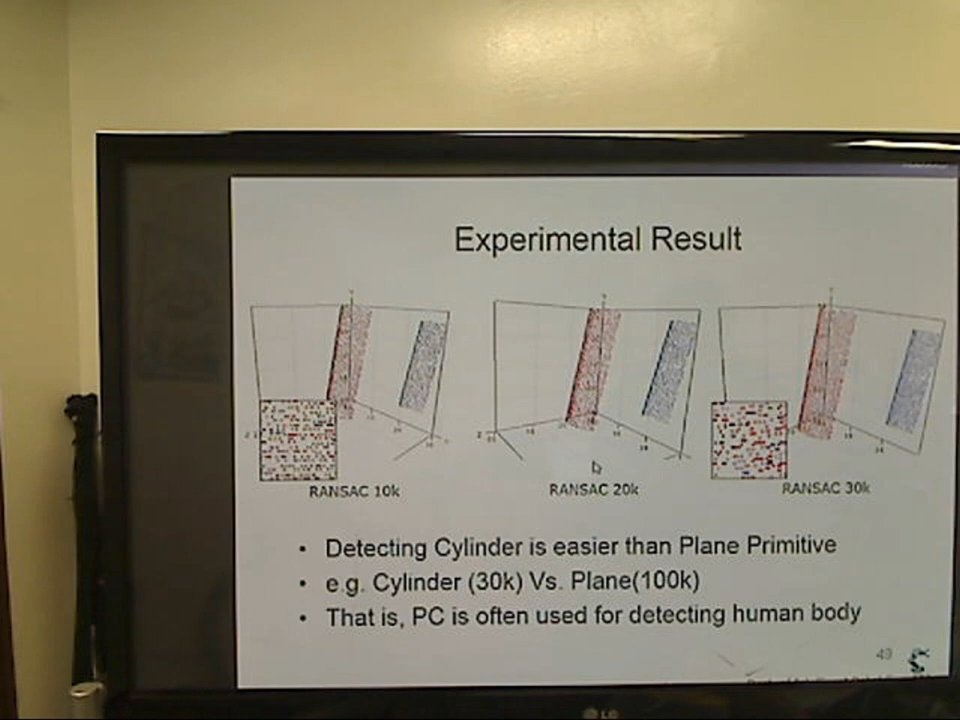 Experimental Result
RANSAC 10k
RANSAC 20k
RANSAC 30k
• Detecting Cylinder is easier than Plane Primitive
• e.g. Cylinder (30k) Vs. Plane(100k)
• That is, PC is often used for detecting human body
49
LG